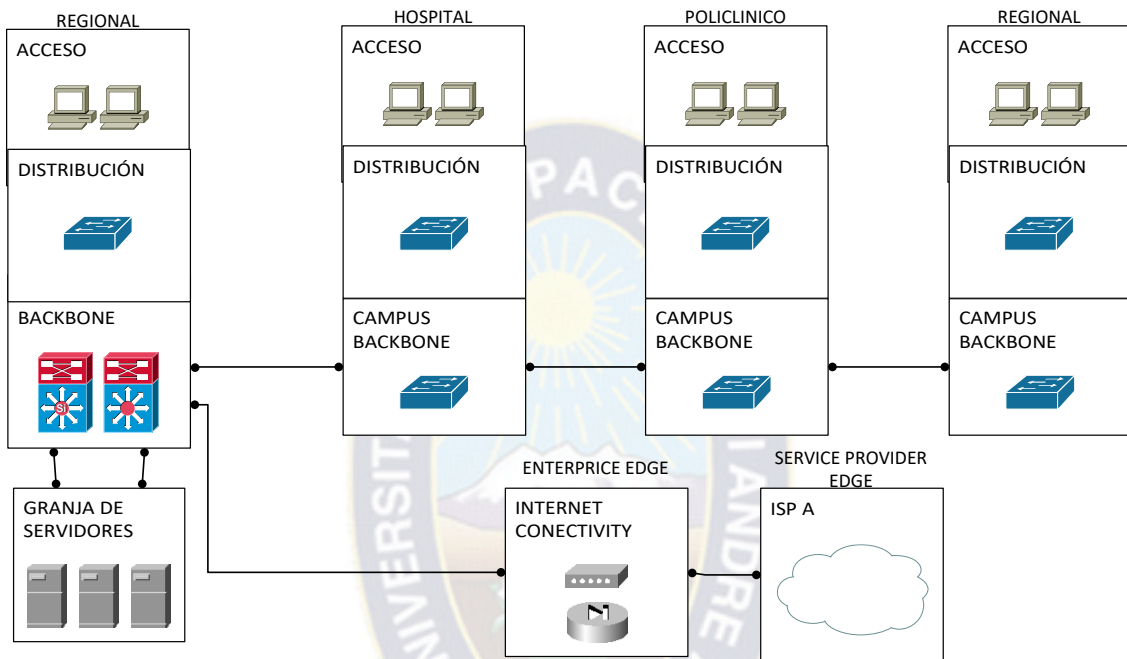 REGIONAL
HOSPITAL
POLICLINICO
REGIONAL
ACCESO
ACCESO
ACCESO
ACCESO
DISTRIBUCIÓN
DISTRIBUCIÓN
DISTRIBUCIÓN
DISTRIBUCIÓN
BACKBONE
CAMPUS
BACKBONE
CAMPUS
BACKBONE
CAMPUS
BACKBONE
Si
GRANJA DE
SERVIDORES
ENTERPRICE EDGE
INTERNET
CONECTIVITY
SERVICE PROVIDER
EDGE
ISP A